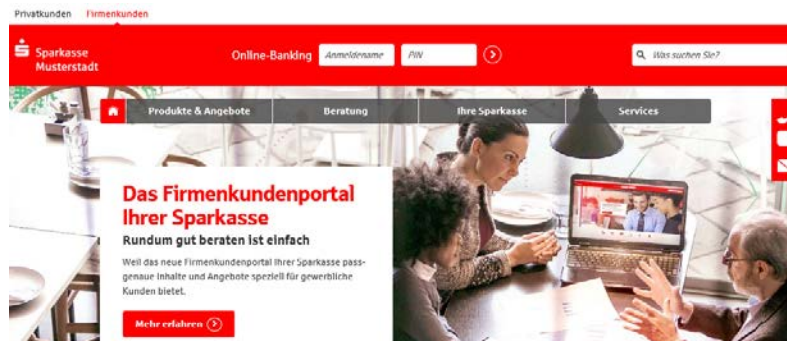 Privatkunden Firmenkunden
Sparkasse
Musterstadt
Online-Banking Anmeldename PIN
Was suchen Sie?
Produkte & Angebote Beratung Ihre Sparkasse Services
Das Firmenkundenportal
Ihrer Sparkasse
Rundum gut beraten ist einfach
Weil das neue Firmenkundenportal Ihrer Sparkasse pass-
genaue Inhalte und Angebote speziell für gewerbliche
Kunden bietet.
Mehr erfahren